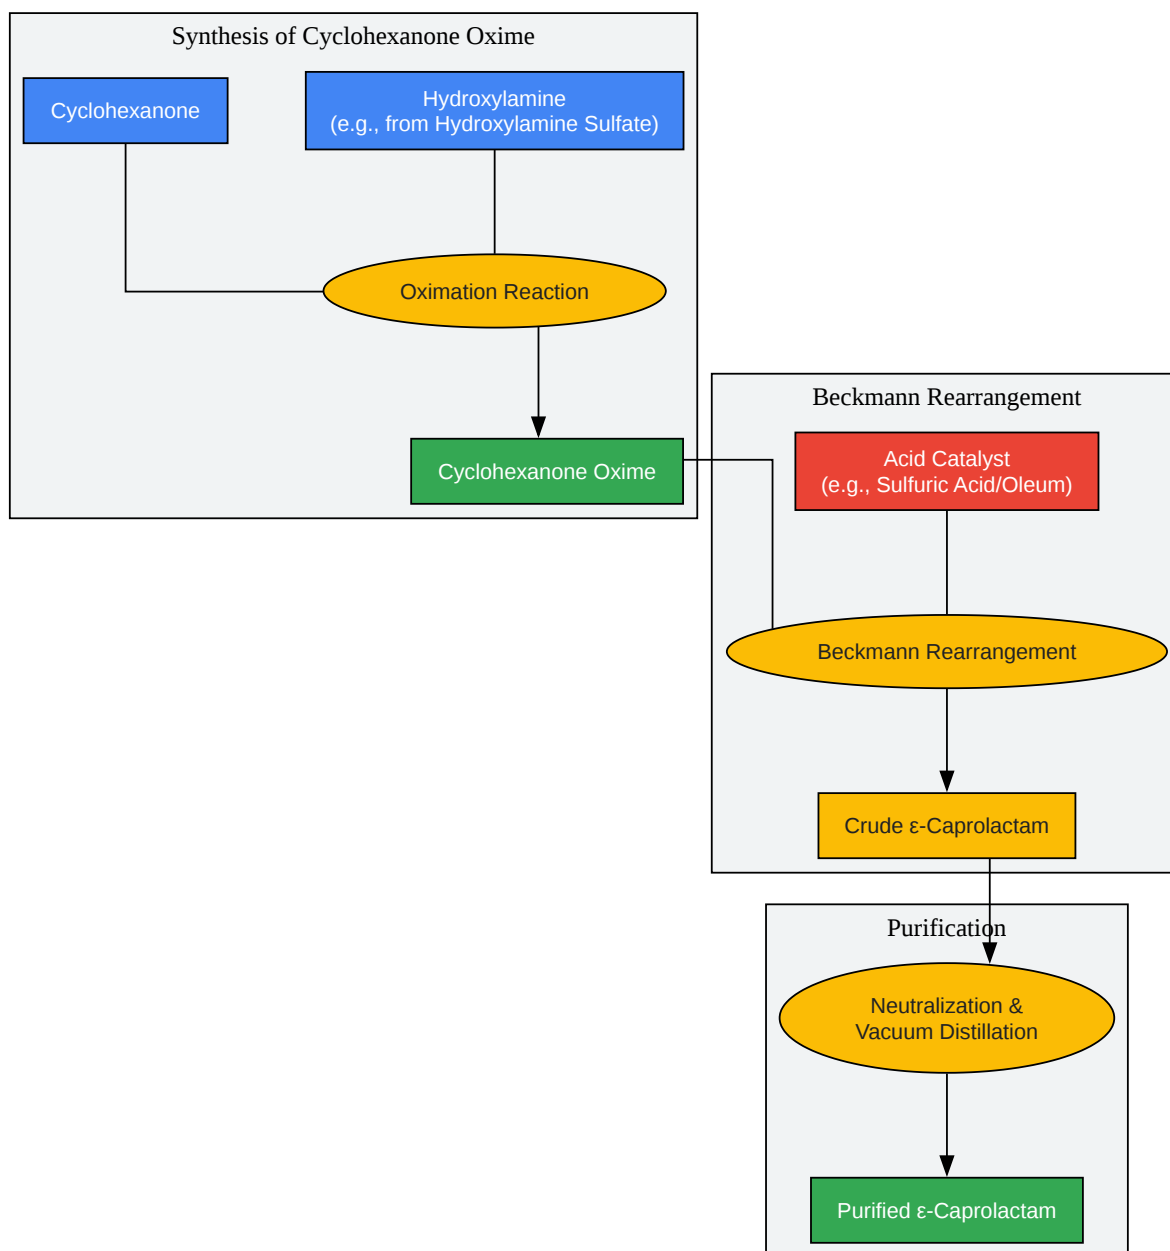 Synthesis of Cyclohexanone Oxime
Cyclohexanone
Hydroxylamine
(e.g., from Hydroxylamine Sulfate)
Oximation Reaction
Cyclohexanone Oxime
Beckmann Rearrangement
Acid Catalyst
(e.g., Sulfuric Acid/Oleum)
Beckmann Rearrangement
Crude ε-Caprolactam
Purification
Neutralization &
Vacuum Distillation
Purified ε-Caprolactam